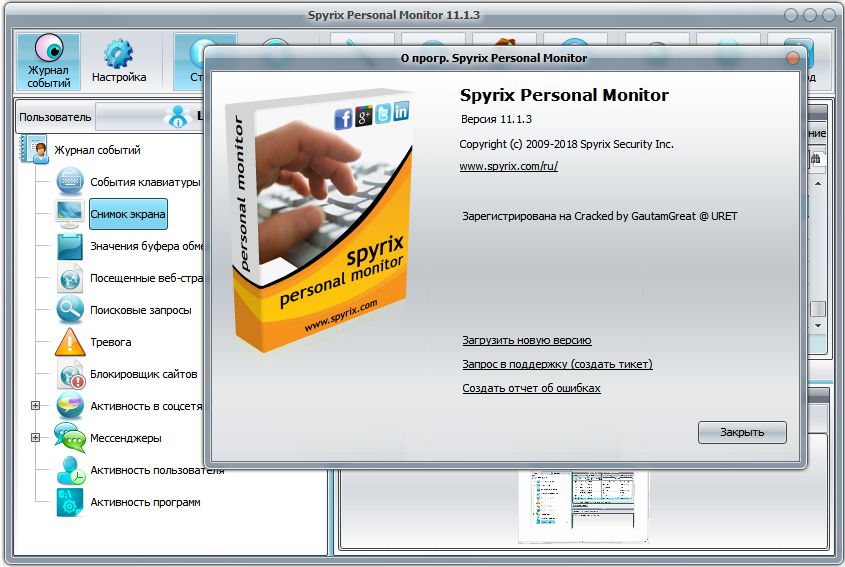 Spyrix Personal Monitor 11.1.3
Журнал
событий
Настройка
О прогр. Spyrix Personal Monitor
Пользователь
Журнал событий
События клавиатуры
Снимок экрана
Значения буфера обме
Посещенные веб-стра
Поисковые запросы
Тревога
Блокировщик сайтов
Активность в соцсетя
Мессенджеры
Активность пользователя
Активность программ
personal monitor
spyrix
personal monitor
www.spyrix.com
Spyrix Personal Monitor
Версия 11.1.3
Copyright (c) 2009-2018 Spyrix Security Inc.
www.spyrix.com/ru/
Зарегистрирована на Cracked by GautamGreat @ URET
Загрузить новую версию
Запрос в поддержку (создать тикет)
Создать отчет об ошибках
Закрыть